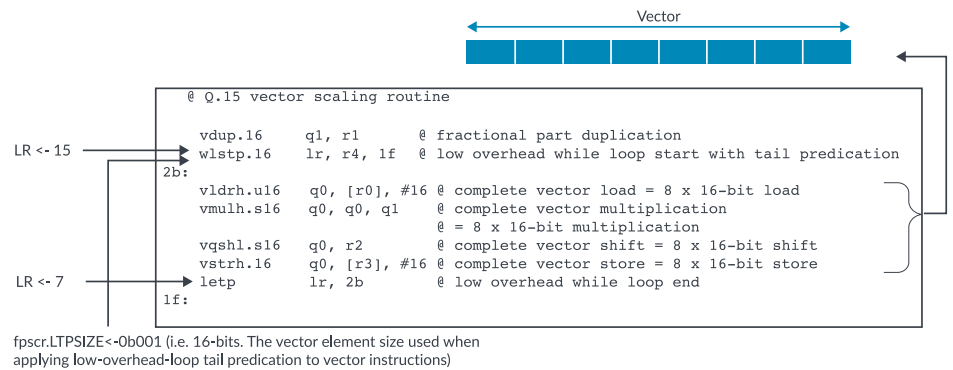 Vector
@ Q.15 vector scaling routine
vdup.16 q1, r1 @ fractional part duplication
LR <- 15
wlstp.16 lr, r4, 1f @ low overhead while loop start with tail predication
2b:
vldrh.u16 q0, [r0], #16 @ complete vector load = 8 x 16-bit load
vmulh.s16 q0, q0, q1 @ complete vector multiplication
@ = 8 x 16-bit multiplication
vqshl.s16 q0, r2 @ complete vector shift = 8 x 16-bit shift
vstrh.16 q0, [r3], #16 @ complete vector store = 8 x 16-bit store
LR <- 7
letp lr, 2b @ low overhead while loop end
1f:
fpscr.LTPSIZE<-0b001 (i.e. 16-bits. The vector element size used when
applying low-overhead-loop tail predication to vector instructions)